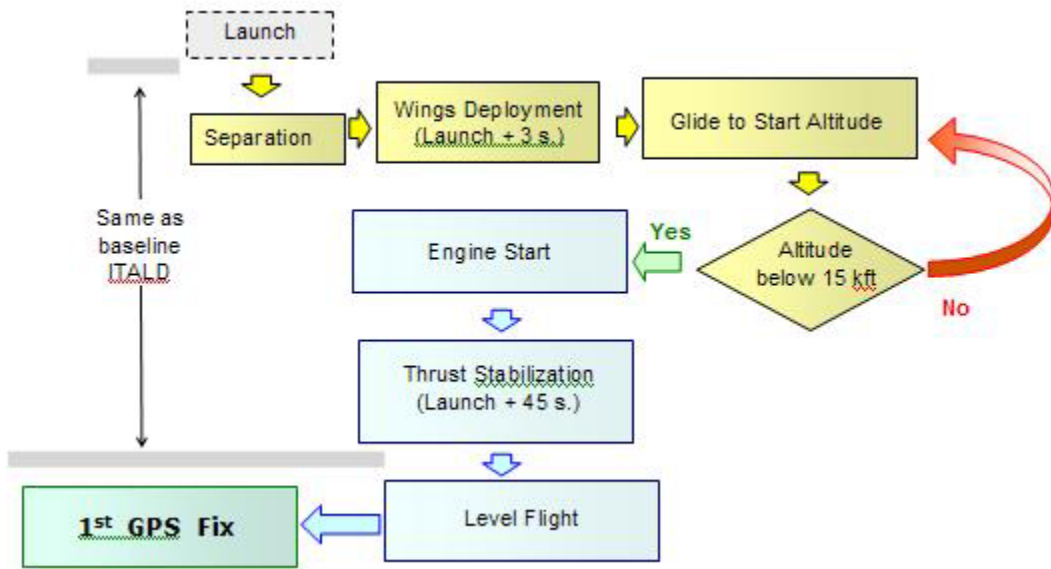 Launch
Separation
Wings Deployment
(Launch + 3 s.)
Glide to Start Altitude
Same as
baseline
ITALD
Yes
Engine Start
Altitude
below 15 kft
No
Thrust Stabilization
(Launch + 45 s.)
1st GPS Fix
Level Flight